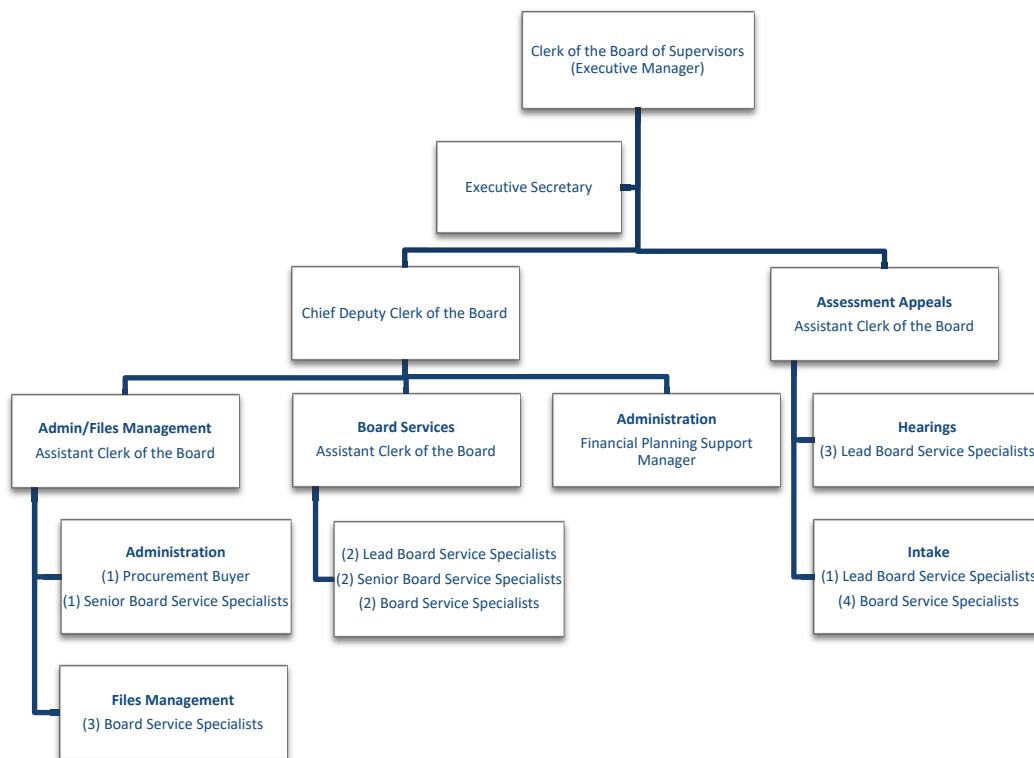 Clerk of the Board of Supervisors
(Executive Manager)
Executive Secretary
Chief Deputy Clerk of the Board
Assessment Appeals
Assistant Clerk of the Board
Admin/Files Management
Assistant Clerk of the Board
Board Services
Assistant Clerk of the Board
Administration
Financial Planning Support
Manager
Hearings
(3) Lead Board Service Specialists
Administration
(1) Procurement Buyer
(1) Senior Board Service Specialists
(2) Lead Board Service Specialists
(2) Senior Board Service Specialists
(2) Board Service Specialists
Intake
(1) Lead Board Service Specialists
(4) Board Service Specialists
Files Management
(3) Board Service Specialists